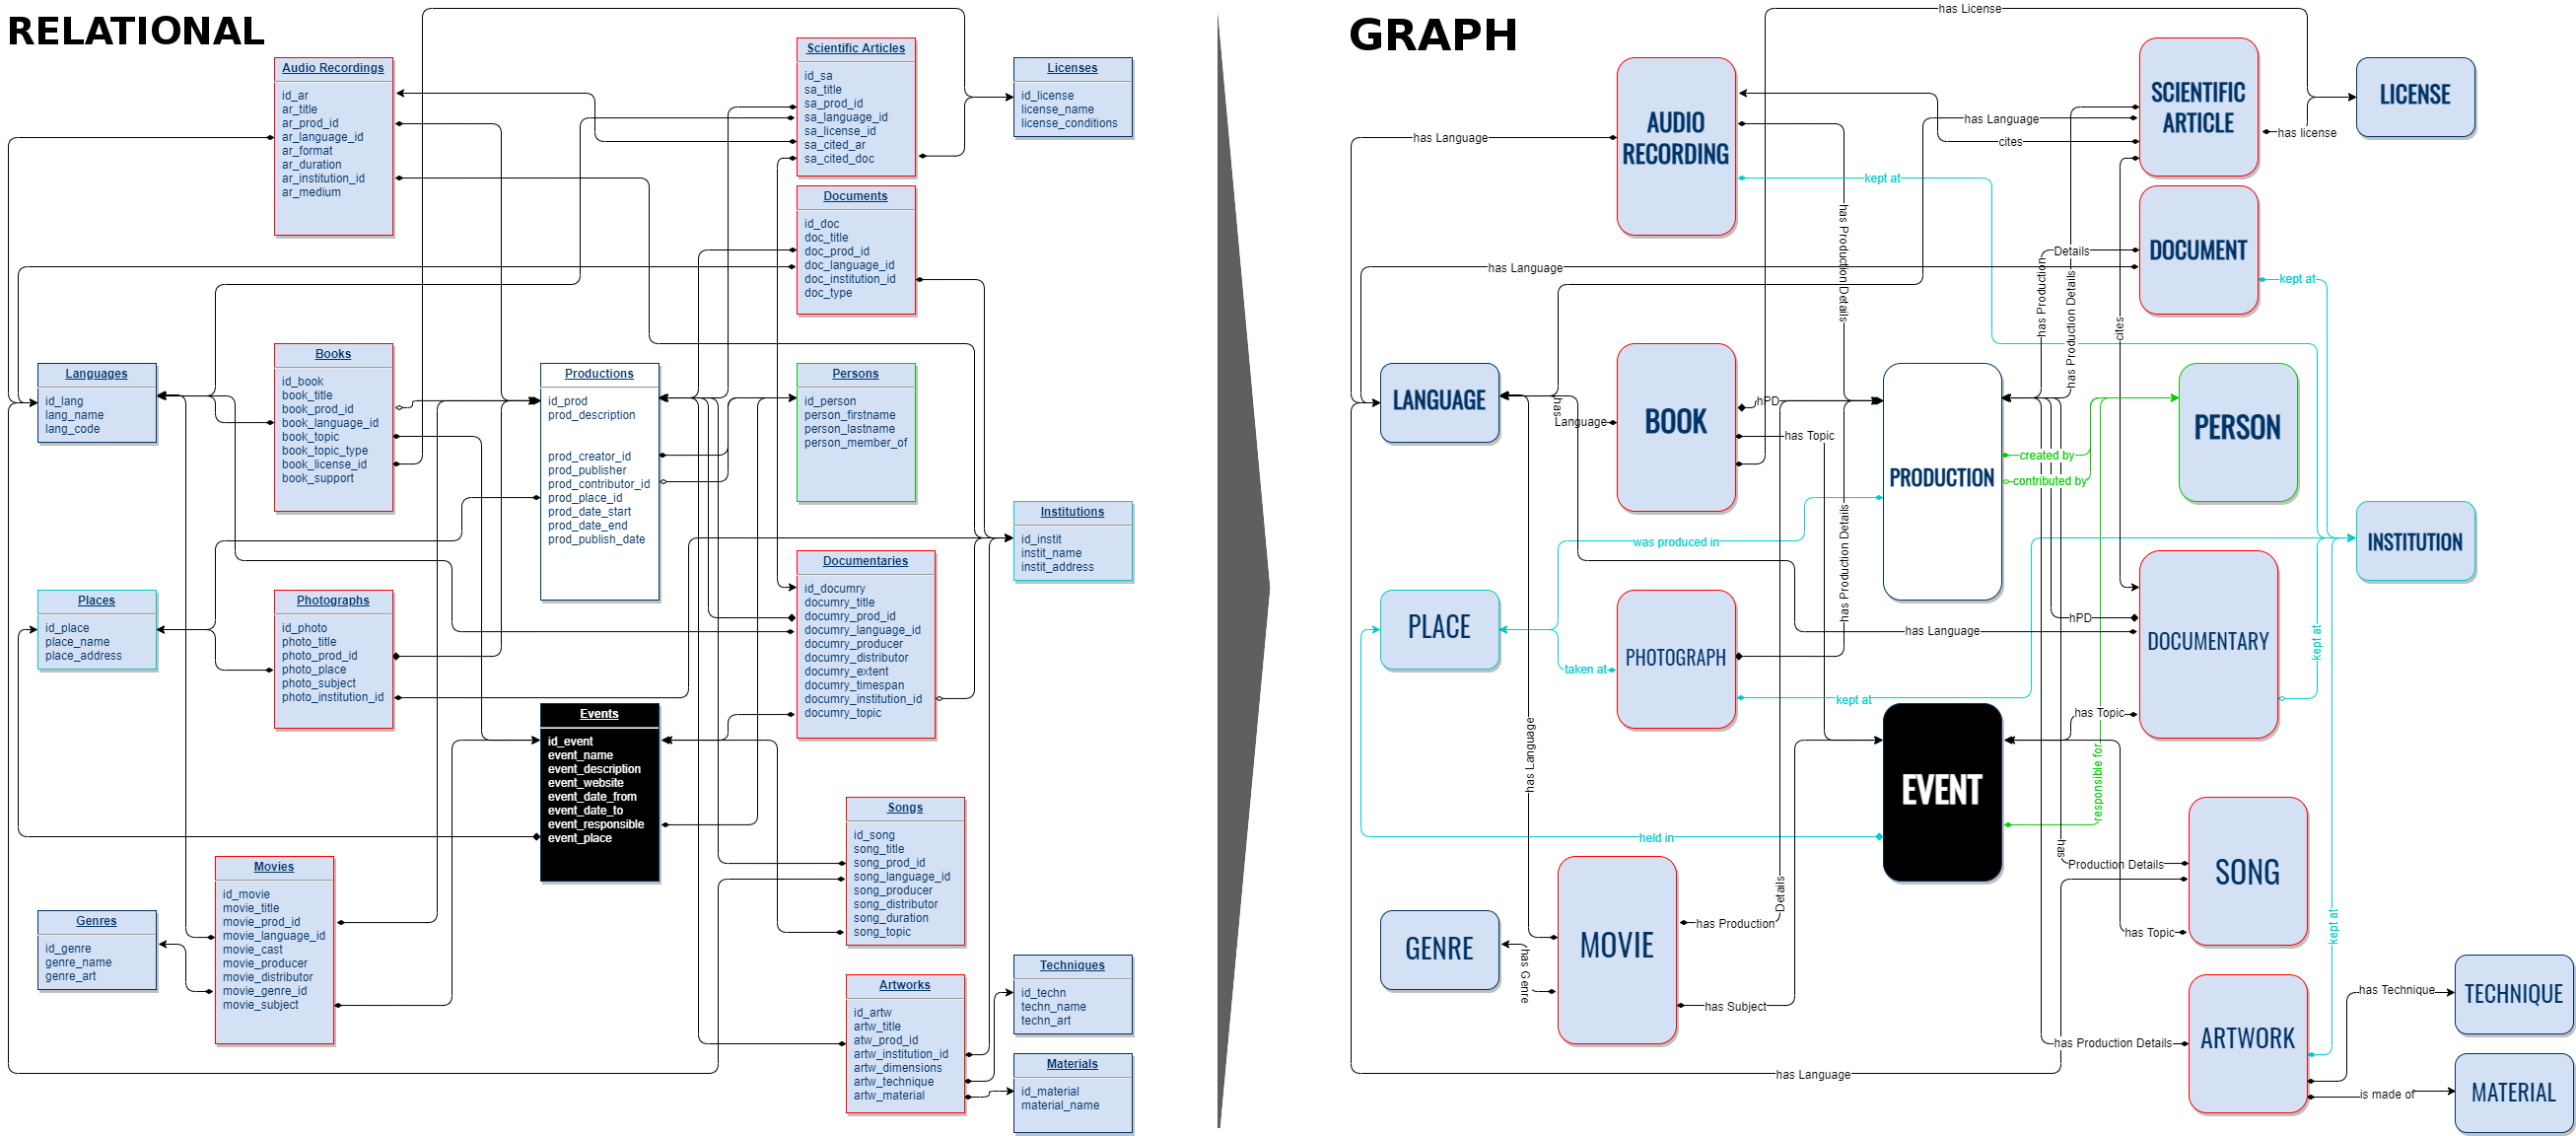 RELATIONAL
Audio Recordings
id_ar
ar_title
ar_prod_id
ar_language_id
ar_format
ar_duration
ar_institution_id
ar_medium
Scientific Articles
id_sa
sa_title
sa_prod_id
sa_language_id
sa_license_id
sa_cited_ar
sa_cited_doc
Licenses
id_license
license_name
license_conditions
Documents
id_doc
doc_title
doc_prod_id
doc_language_id
doc_institution_id
doc_type
Languages
id_lang
lang_name
lang_code
Books
id_book
book_title
book_prod_id
book_language_id
book_topic
book_topic_type
book_license_id
book_support
Productions
id_prod
prod_description
prod_creator_id
prod_publisher
prod_contributor_id
prod_place_id
prod_date_start
prod_date_end
prod_publish_date
Persons
id_person
person_firstname
person_lastname
person_member_of
Institutions
id_instit
instit_name
instit_address
Places
id_place
place_name
place_address
Photographs
id_photo
photo_title
photo_prod_id
photo_place
photo_subject
photo_institution_id
Documentaries
id_documry
documry_title
documry_prod_id
documry_language_id
documry_producer
documry_distributor
documry_extent
documry_timespan
documry_institution_id
documry_topic
Events
id_event
event_name
event_description
event_website
event_date_from
event_date_to
event_responsible
event_place
Songs
id_song
song_title
song_prod_id
song_language_id
song_producer
song_distributor
song_duration
song_topic
Movies
id_movie
movie_title
movie_prod_id
movie_language_id
movie_cast
movie_producer
movie_distributor
movie_genre_id
movie_subject
Genres
id_genre
genre_name
genre_art
Artworks
id_artw
artw_title
atw_prod_id
artw_institution_id
artw_dimensions
artw_technique
artw_material
Techniques
id_techn
techn_name
techn_art
Materials
id_material
material_name
GRAPH
has License
AUDIO
RECORDING
SCIENTIFIC
ARTICLE
LICENSE
has Language
has Language
cites
has license
kept at
has Production Details
DOCUMENT
Details
has Production
has Production Details
has Language
kept at
cites
LANGUAGE
has
Language
BOOK
hPD
has Topic
PRODUCTION
created by
contributed by
PERSON
INSTITUTION
was produced in
has Production Details
PLACE
taken at
PHOTOGRAPH
kept at
has Language
hPD
DOCUMENTARY
kept at
has Topic
has Language
responsible for
EVENT
held in
has
Production Details
SONG
has Topic
kept at
Details
has Production
GENRE
has Genre
MOVIE
has Subject
has Production Details
ARTWORK
has Technique
TECHNIQUE
is made of
MATERIAL
has Language